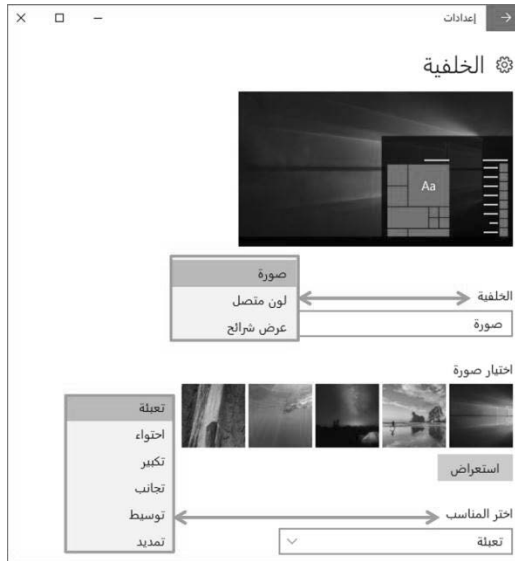 إعدادات
الخلفية
Aa
الخلفية
صورة
صورة
لون متصل
عرض شرائح
اختيار صورة
استعراض
اختر المناسب
تعبئة
تعبئة
احتواء
تكبير
تجانب
توسيط
تمديد